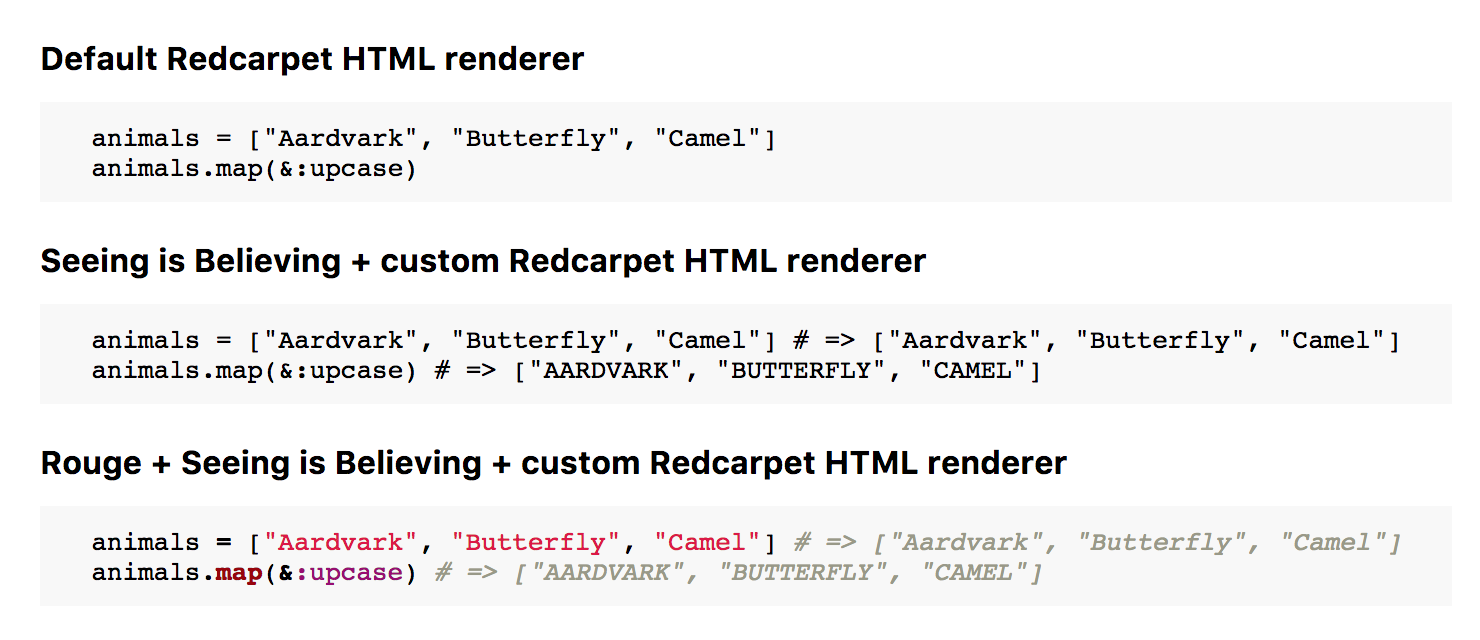 Default Redcarpet HTML renderer
animals = ["Aardvark", "Butterfly", "Camel"]
animals.map(&:upcase)
Seeing is Believing + custom Redcarpet HTML renderer
animals = ["Aardvark", "Butterfly", "Camel"] # => ["Aardvark", "Butterfly", "Camel"]
animals.map(&:upcase) # => ["AARDVARK", "BUTTERFLY", "CAMEL"]
Rouge + Seeing is Believing + custom Redcarpet HTML renderer
animals = ["Aardvark", "Butterfly", "Camel"] # => ["Aardvark", "Butterfly", "Camel"]
animals.map(&:upcase) # => ["AARDVARK", "BUTTERFLY", "CAMEL"]